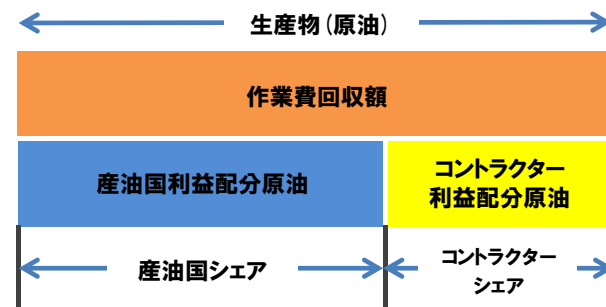 生産物(原油)
作業費回収額
産油国利益配分原油
コントラクター
利益配分原油
産油国シェア
コントラクター
シェア